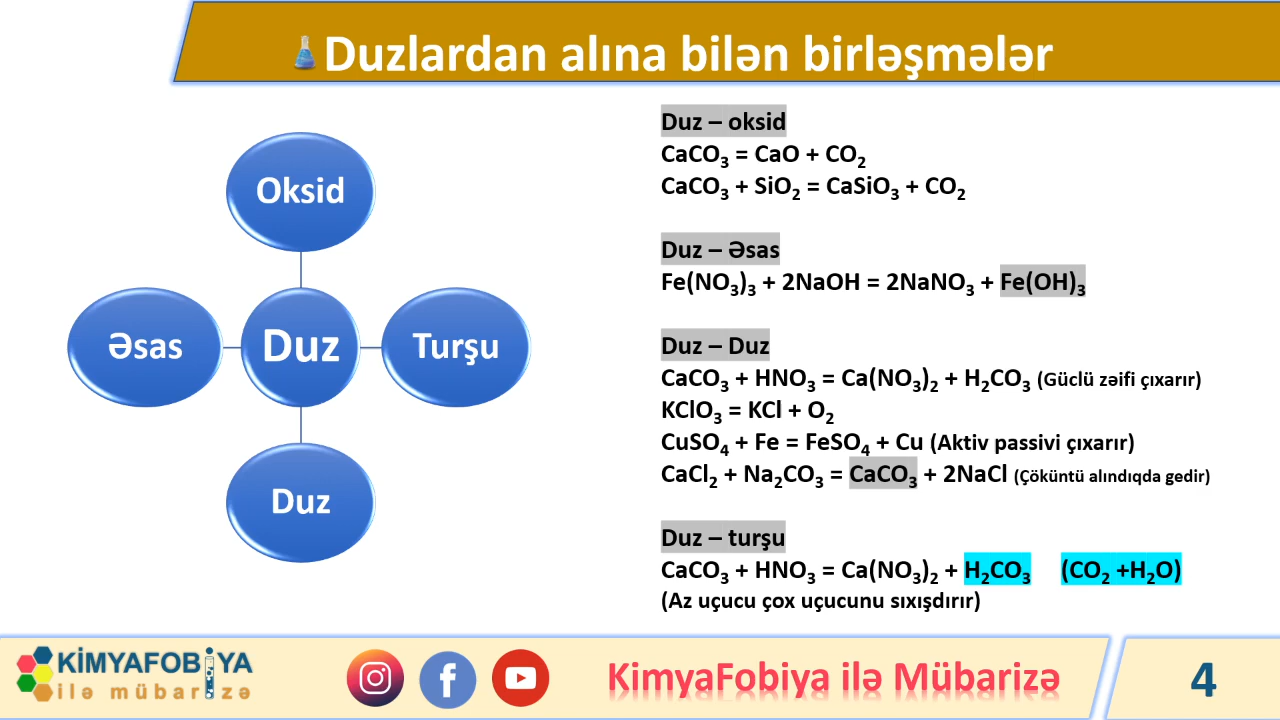 Duzlardan alına bilən birləşmələr
Oksid
Əsas
Duz
Turşu
Duz
Duz – oksid
CaCO₃ = CaO + CO₂
CaCO₃ + SiO₂ = CaSiO₃ + CO₂
Duz – Əsas
Fe(NO₃)₃ + 2NaOH = 2NaNO₃ + Fe(OH)₃
Duz – Duz
CaCO₃ + HNO₃ = Ca(NO₃)₂ + H₂CO₃ (Güclü zəifi çıxarır)
KClO₃ = KCl + O₂
CuSO₄ + Fe = FeSO₄ + Cu (Aktiv passivi çıxarır)
CaCl₂ + Na₂CO₃ = CaCO₃ + 2NaCl (Çöküntü alındıqda gedir)
Duz – turşu
CaCO₃ + HNO₃ = Ca(NO₃)₂ + H₂CO₃ (CO₂ +H₂O)
(Az uçucu çox uçucunu sıxışdırır)
KİMYAFOBİYA
ilə mübarizə
KimyaFobiya ilə Mübarizə
4